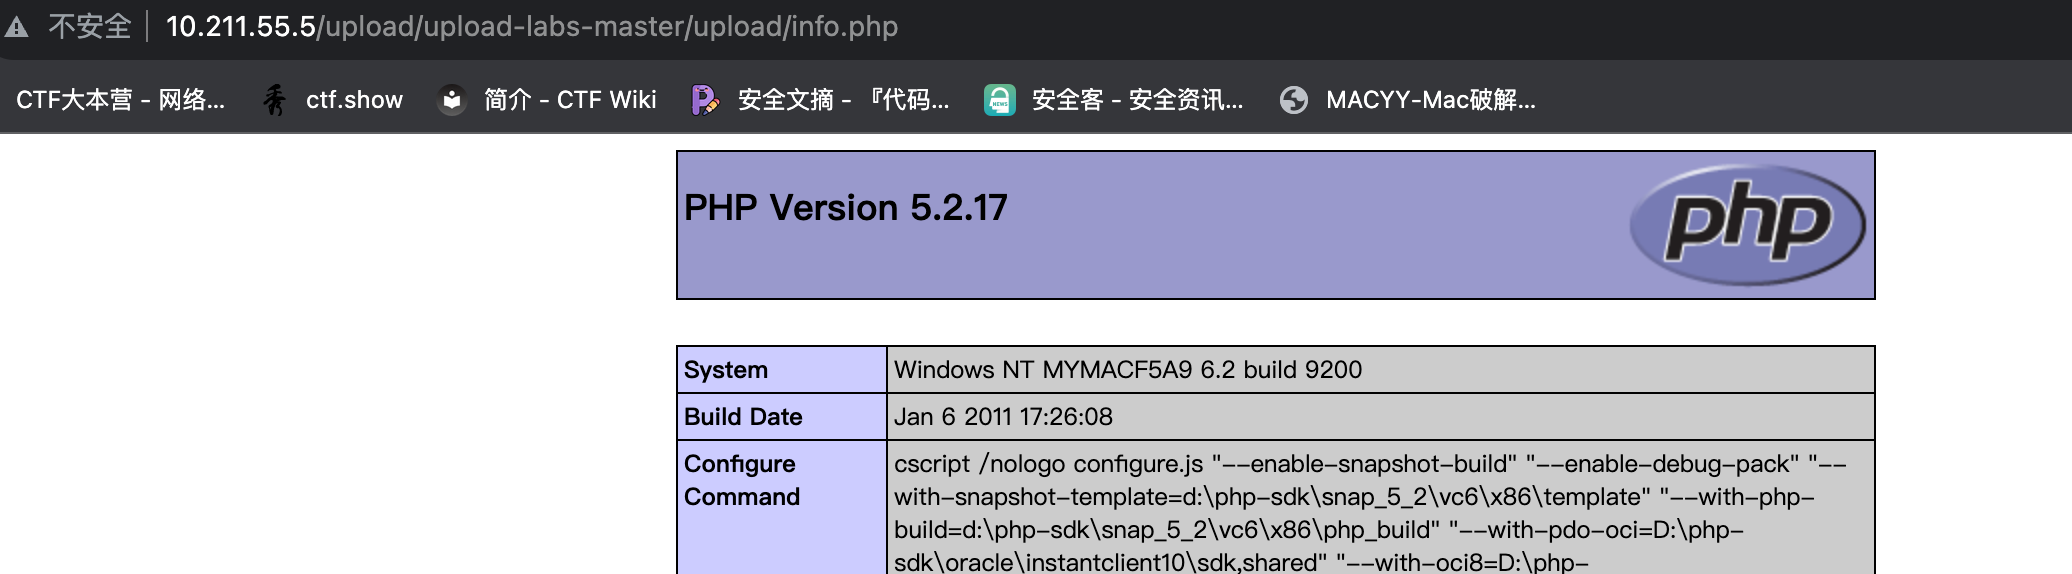 不安全 | 10.211.55.5/upload/upload-labs-master/upload/info.php
CTF大本营 - 网络... ctf.show 简介 - CTF Wiki 安全文摘 - 『代码... NEWS 安全客 - 安全资讯... MACYY-Mac破解...
PHP Version 5.2.17
php
System Windows NT MYMACF5A9 6.2 build 9200
Build Date Jan 6 2011 17:26:08
Configure Command cscript /nologo configure.js "--enable-snapshot-build" "--enable-debug-pack" "--
with-snapshot-template=d:\php-sdk\snap_5_2\vc6\x86\template" "--with-php-
build=d:\php-sdk\snap_5_2\vc6\x86\php_build" "--with-pdo-oci=D:\php-
sdk\oracle\instantclient10\sdk,shared" "--with-oci8=D:\php-